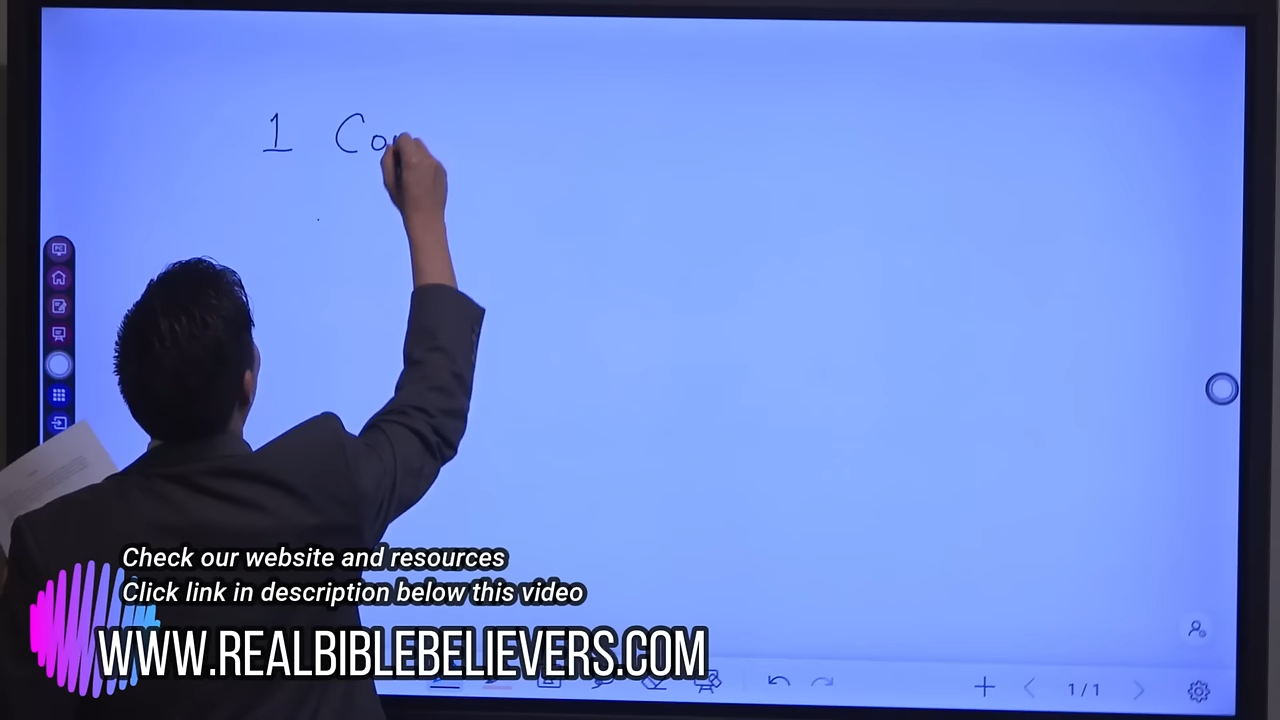 1 Co
Check our website and resources
Click link in description below this video
WWW.REALBIBLEBELIEVERS.COM
1/1